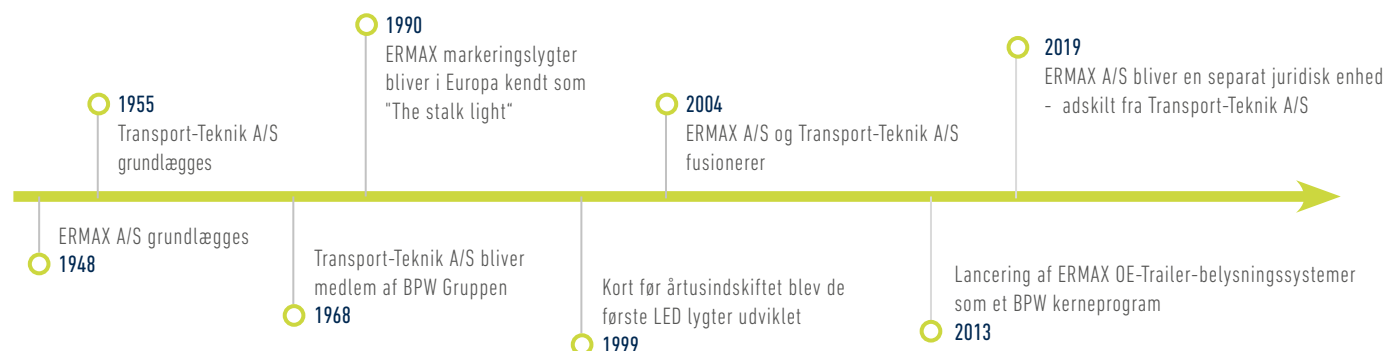 1990
ERMAX markeringslygter
bliver i Europa kendt som
"The stalk light“
2019
ERMAX A/S bliver en separat juridisk enhed
- adskilt fra Transport-Teknik A/S
1955
Transport-Teknik A/S
grundlægges
2004
ERMAX A/S og Transport-Teknik A/S
fusionerer
ERMAX A/S grundlægges
1948
Transport-Teknik A/S bliver
medlem af BPW Gruppen
1968
Kort før årtusindskiftet blev de
første LED lygter udviklet
1999
Lancering af ERMAX OE-Trailer-belysningssystemer
som et BPW kerneprogram
2013